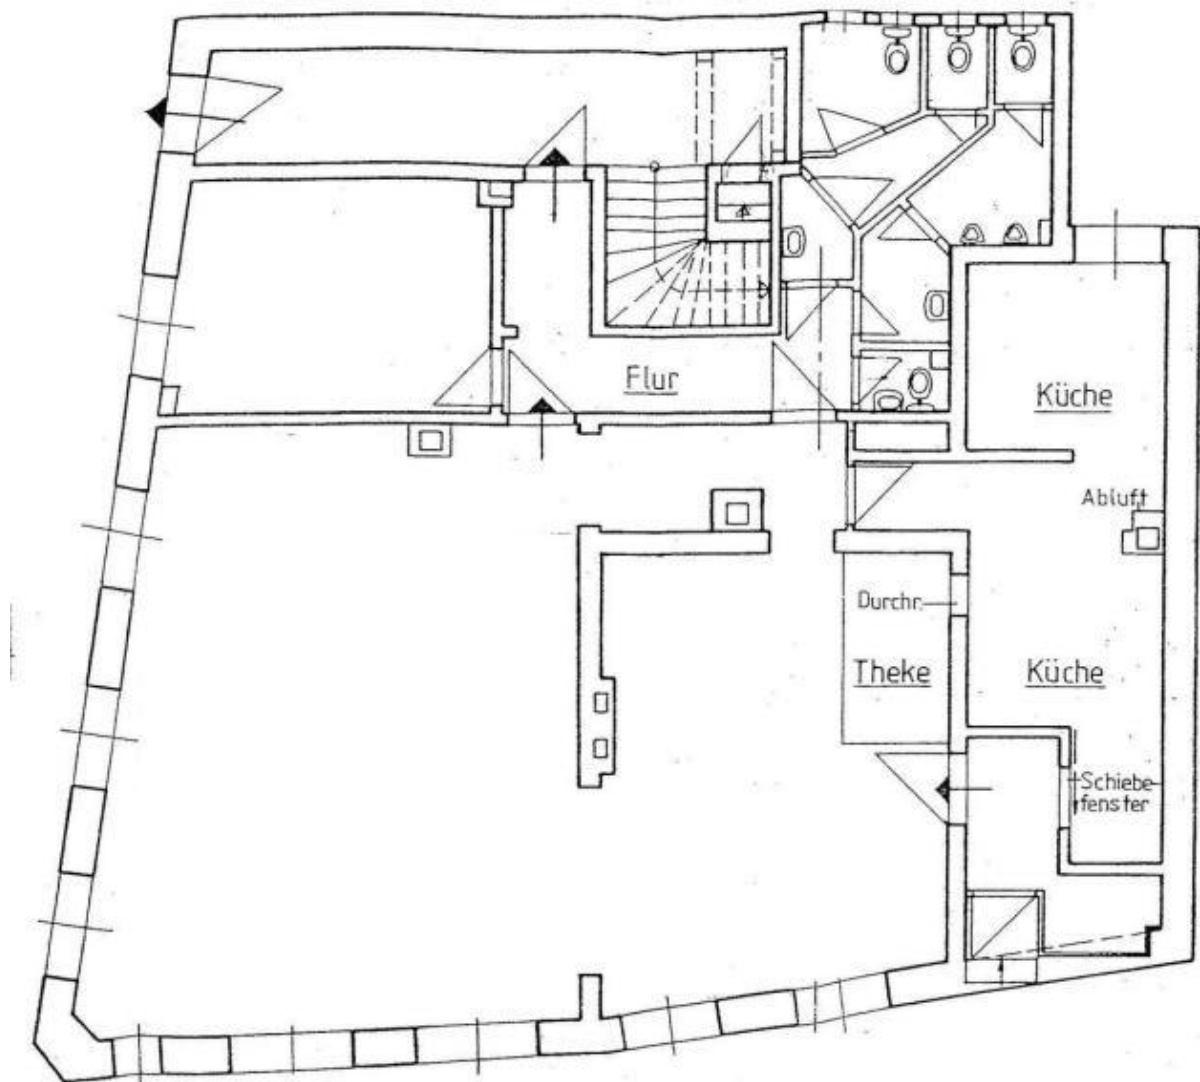 Flur
Küche
Abluft
Durchr.
Theke
Küche
Schiebe-
fenster